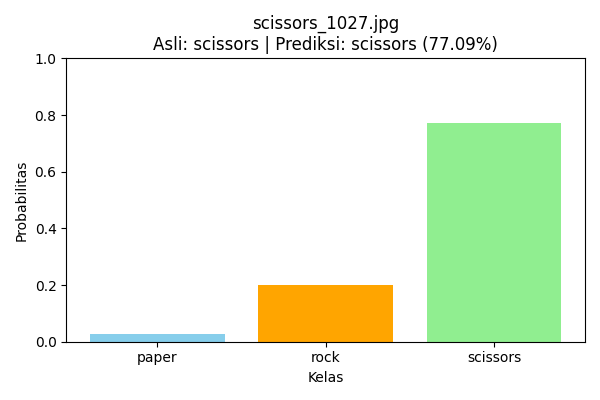 scissors_1027.jpg
Asli: scissors | Prediksi: scissors (77.09%)
1.0
0.8
0.6
0.4
0.2
0.0
Probabilitas
paper rock scissors
Kelas